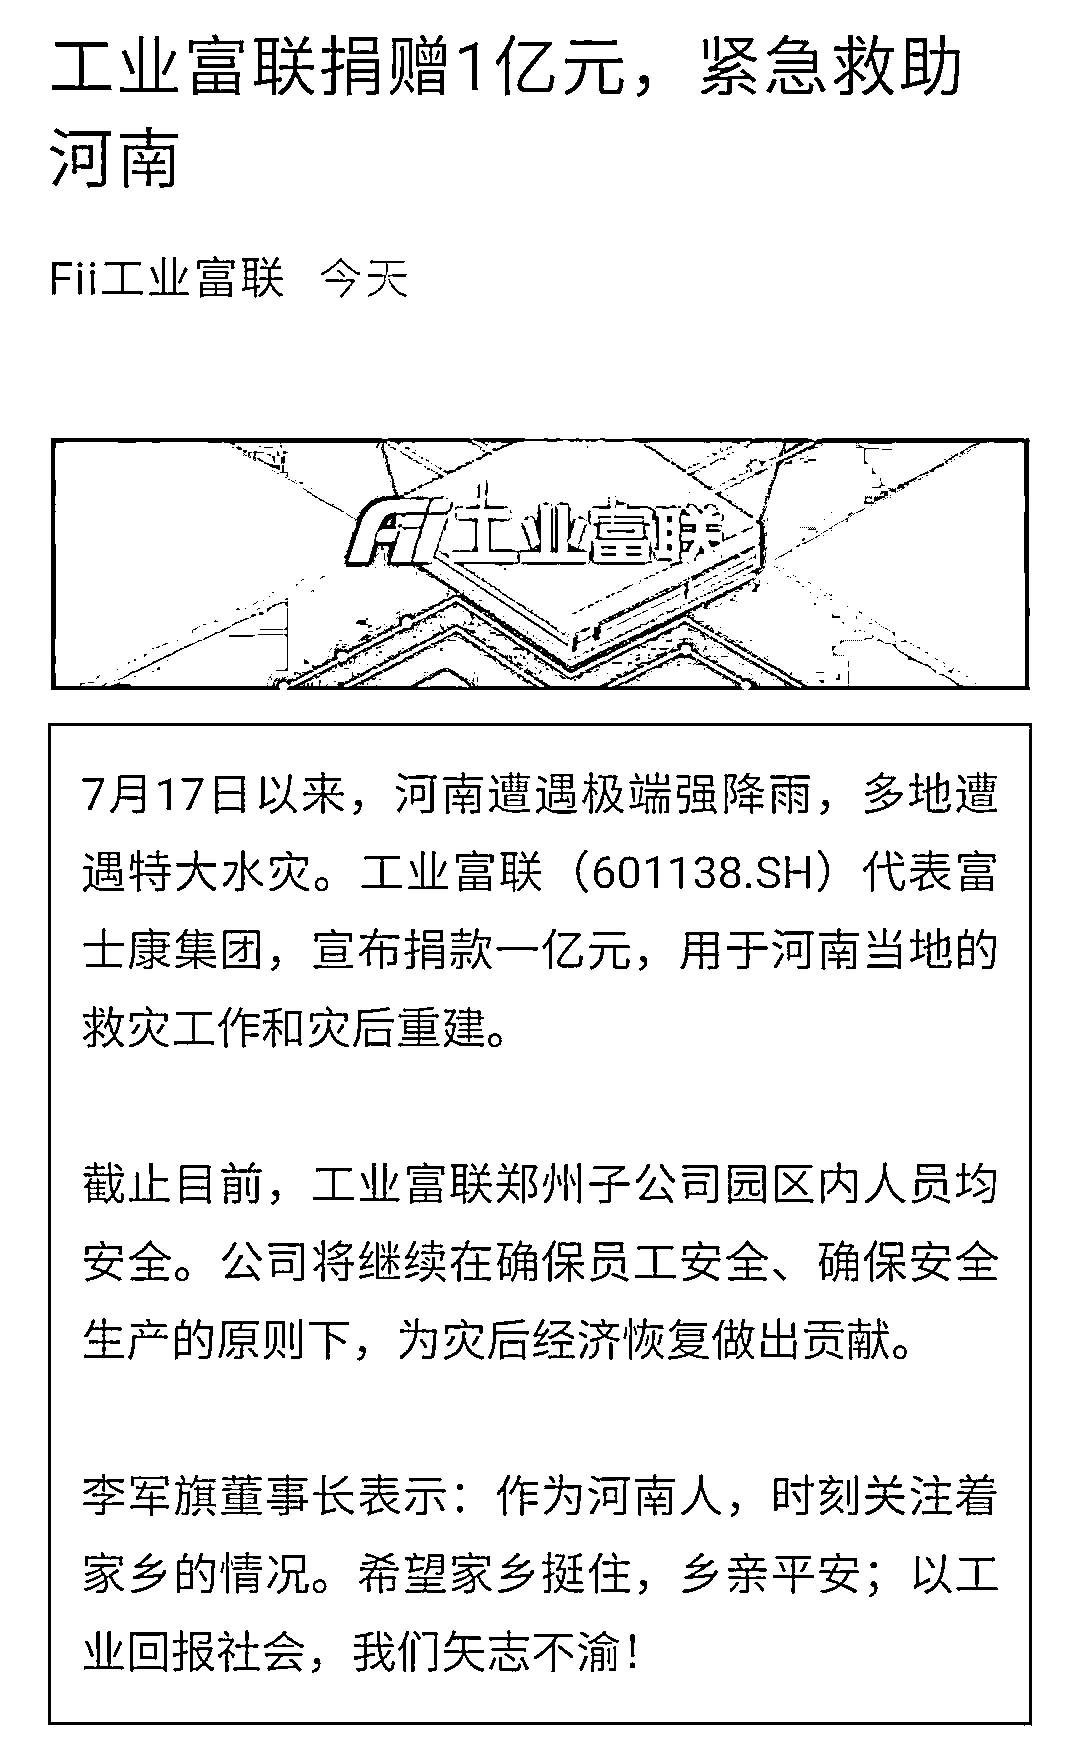 工业富联捐赠1亿元，紧急救助
河南
Fii工业富联 今天
Fii工业富联
7月17日以来，河南遭遇极端强降雨，多地遭
遇特大水灾。工业富联（601138.SH）代表富
士康集团，宣布捐款一亿元，用于河南当地的
救灾工作和灾后重建。
截止目前，工业富联郑州子公司园区内人员均
安全。公司将继续在确保员工安全、确保安全
生产的原则下，为灾后经济恢复做出贡献。
李军旗董事长表示：作为河南人，时刻关注着
家乡的情况。希望家乡挺住，乡亲平安；以工
业回报社会，我们矢志不渝！